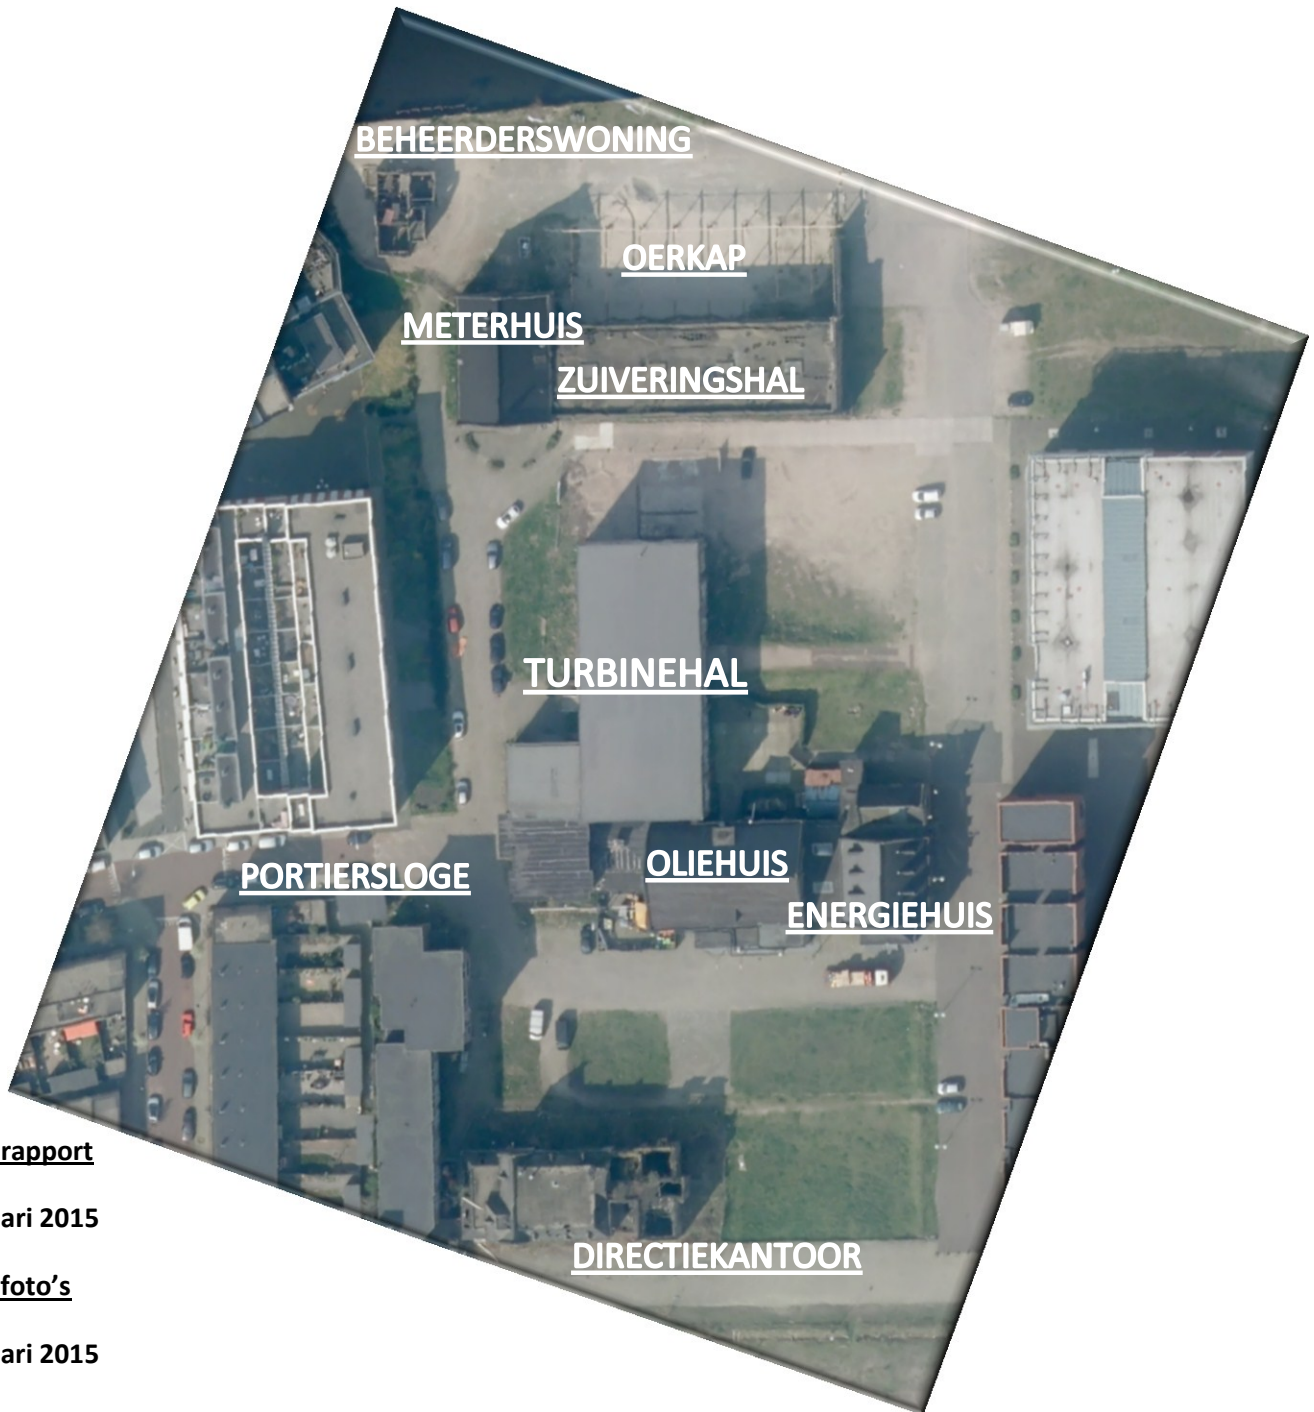 BEHEERDERSWONING
OERKAP
METERHUIS
ZUIVERINGSHAL
TURBINEHAL
OLIEHUIS
PORTIERSLOGE
ENERGIEHUIS
rapport
ari 2015
DIRECTIEKANTOOR
foto’s
ari 2015